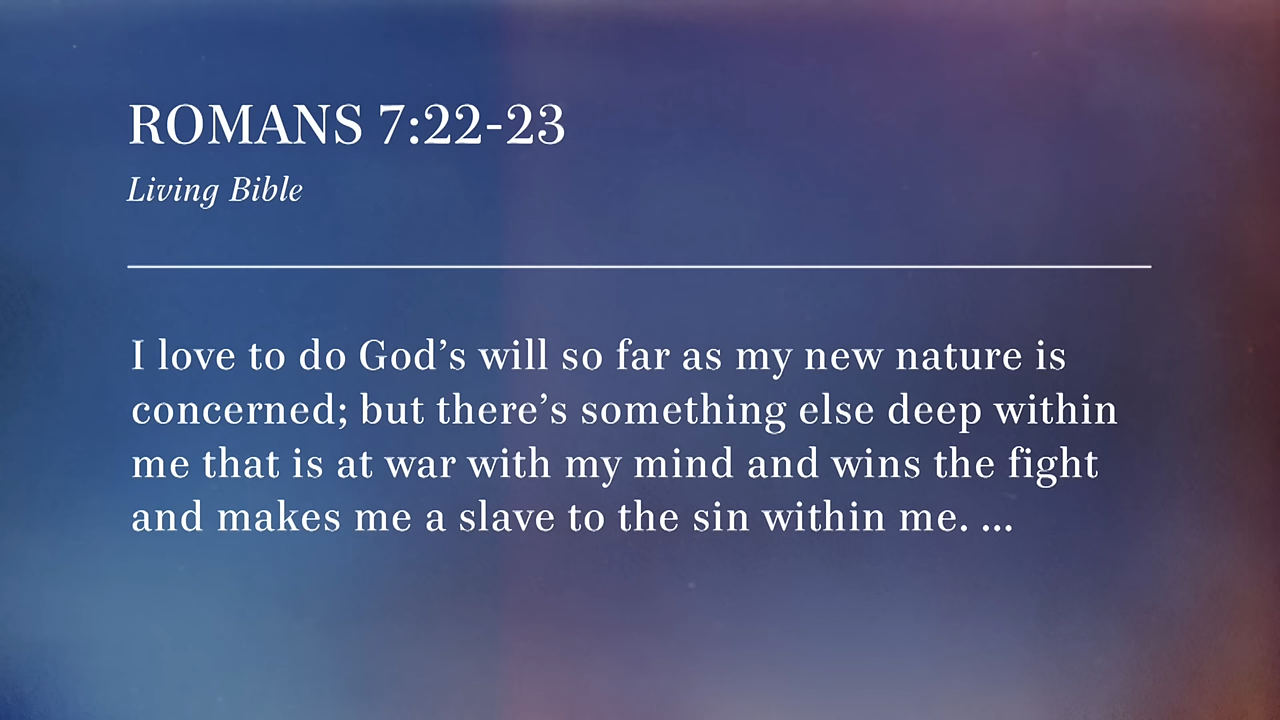 ROMANS 7:22-23
Living Bible
I love to do God’s will so far as my new nature is
concerned; but there’s something else deep within
me that is at war with my mind and wins the fight
and makes me a slave to the sin within me. ...